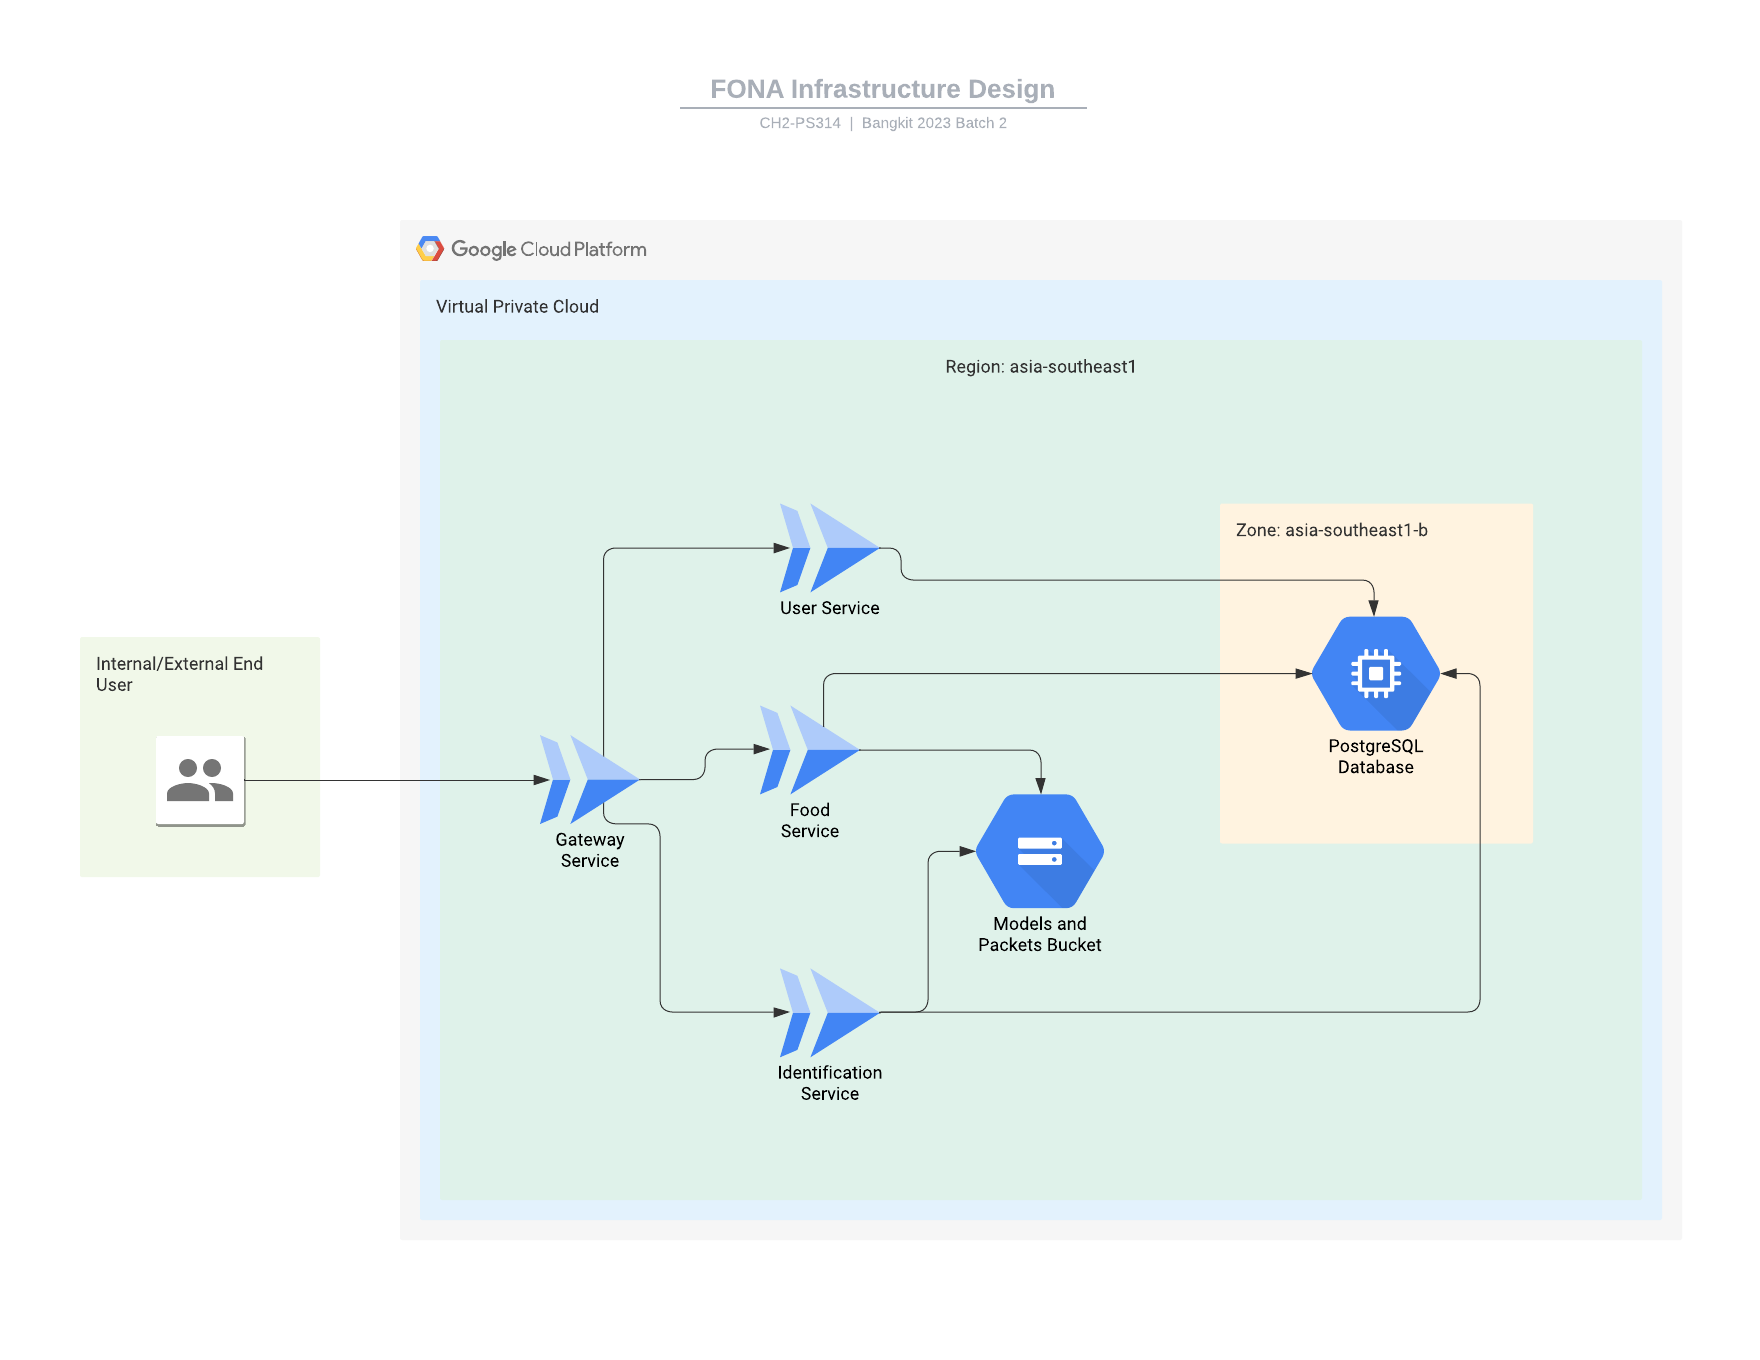 FONA Infrastructure Design
CH2-PS314 | Bangkit 2023 Batch 2
Google Cloud Platform
Virtual Private Cloud
Region: asia-southeast1
Zone: asia-southeast1-b
User Service
Internal/External End
User
PostgreSQL
Database
Food
Service
Gateway
Service
Models and
Packets Bucket
Identification
Service